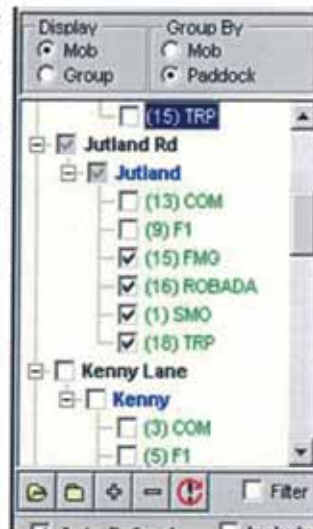 Display Group By
Mob Mob
Group Paddock
(15) TRP
Jutland Rd
Jutland
(13) COM
(9) F1
(15) FMG
(16) ROBADA
(1) SMO
(18) TRP
Kenny Lane
Kenny
(3) COM
(5) F1
Filter